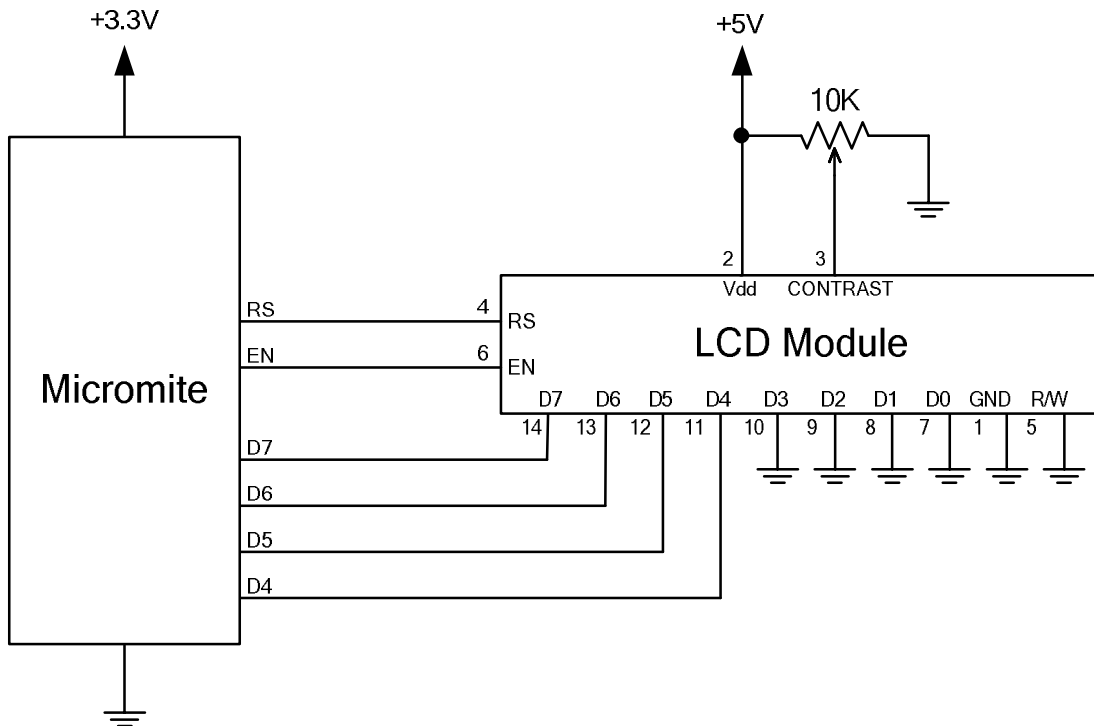 +3.3V
+5V
10K
2
3
Vdd
CONTRAST
RS
4
RS
LCD Module
EN
6
EN
Micromite
D7
D6
D5
D4
D3
D2
D1
D0
GND
R/W
14
13
12
11
10
9
8
7
1
5
D7
D6
D5
D4